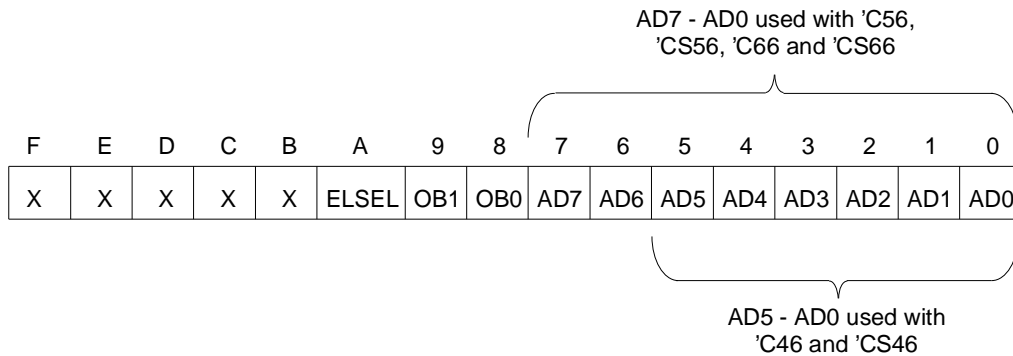 AD7 - AD0 used with ’C56,
’CS56, ’C66 and ’CS66
F E D C B A 9 8 7 6 5 4 3 2 1 0
X X X X X ELSEL OB1 OB0 AD7 AD6 AD5 AD4 AD3 AD2 AD1 AD0
AD5 - AD0 used with
’C46 and ’CS46